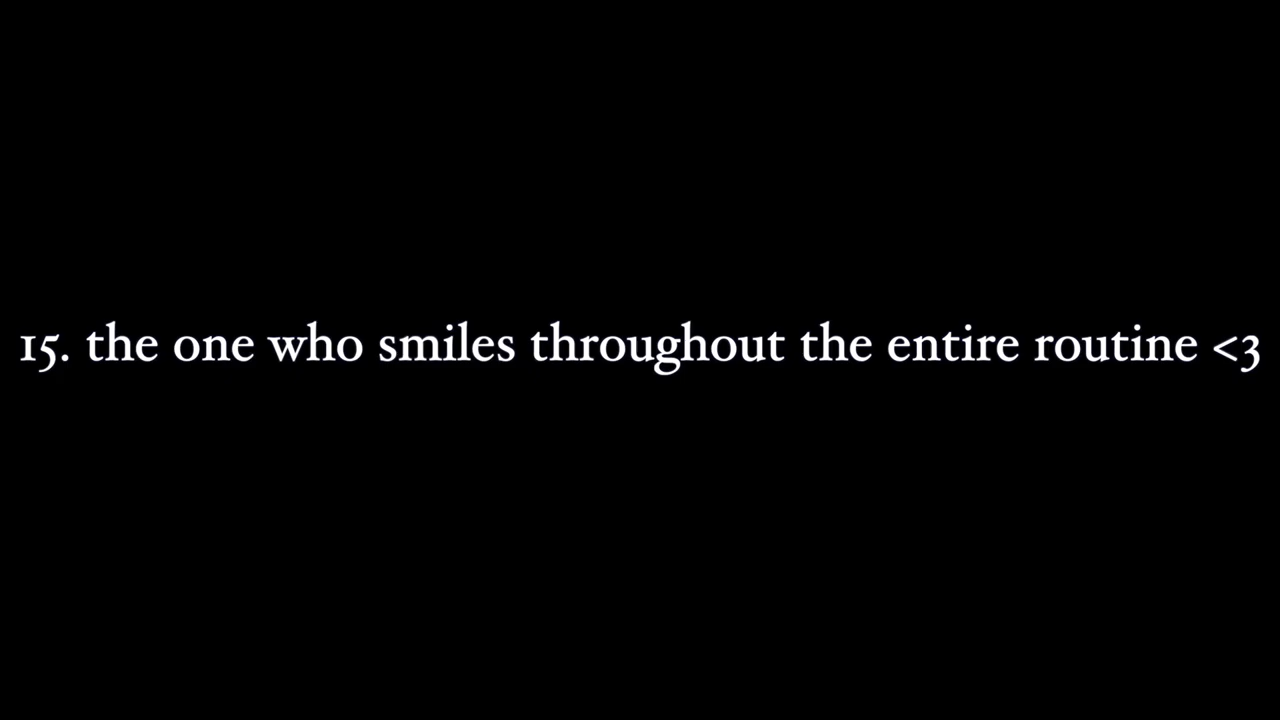 15. the one who smiles throughout the entire routine <3